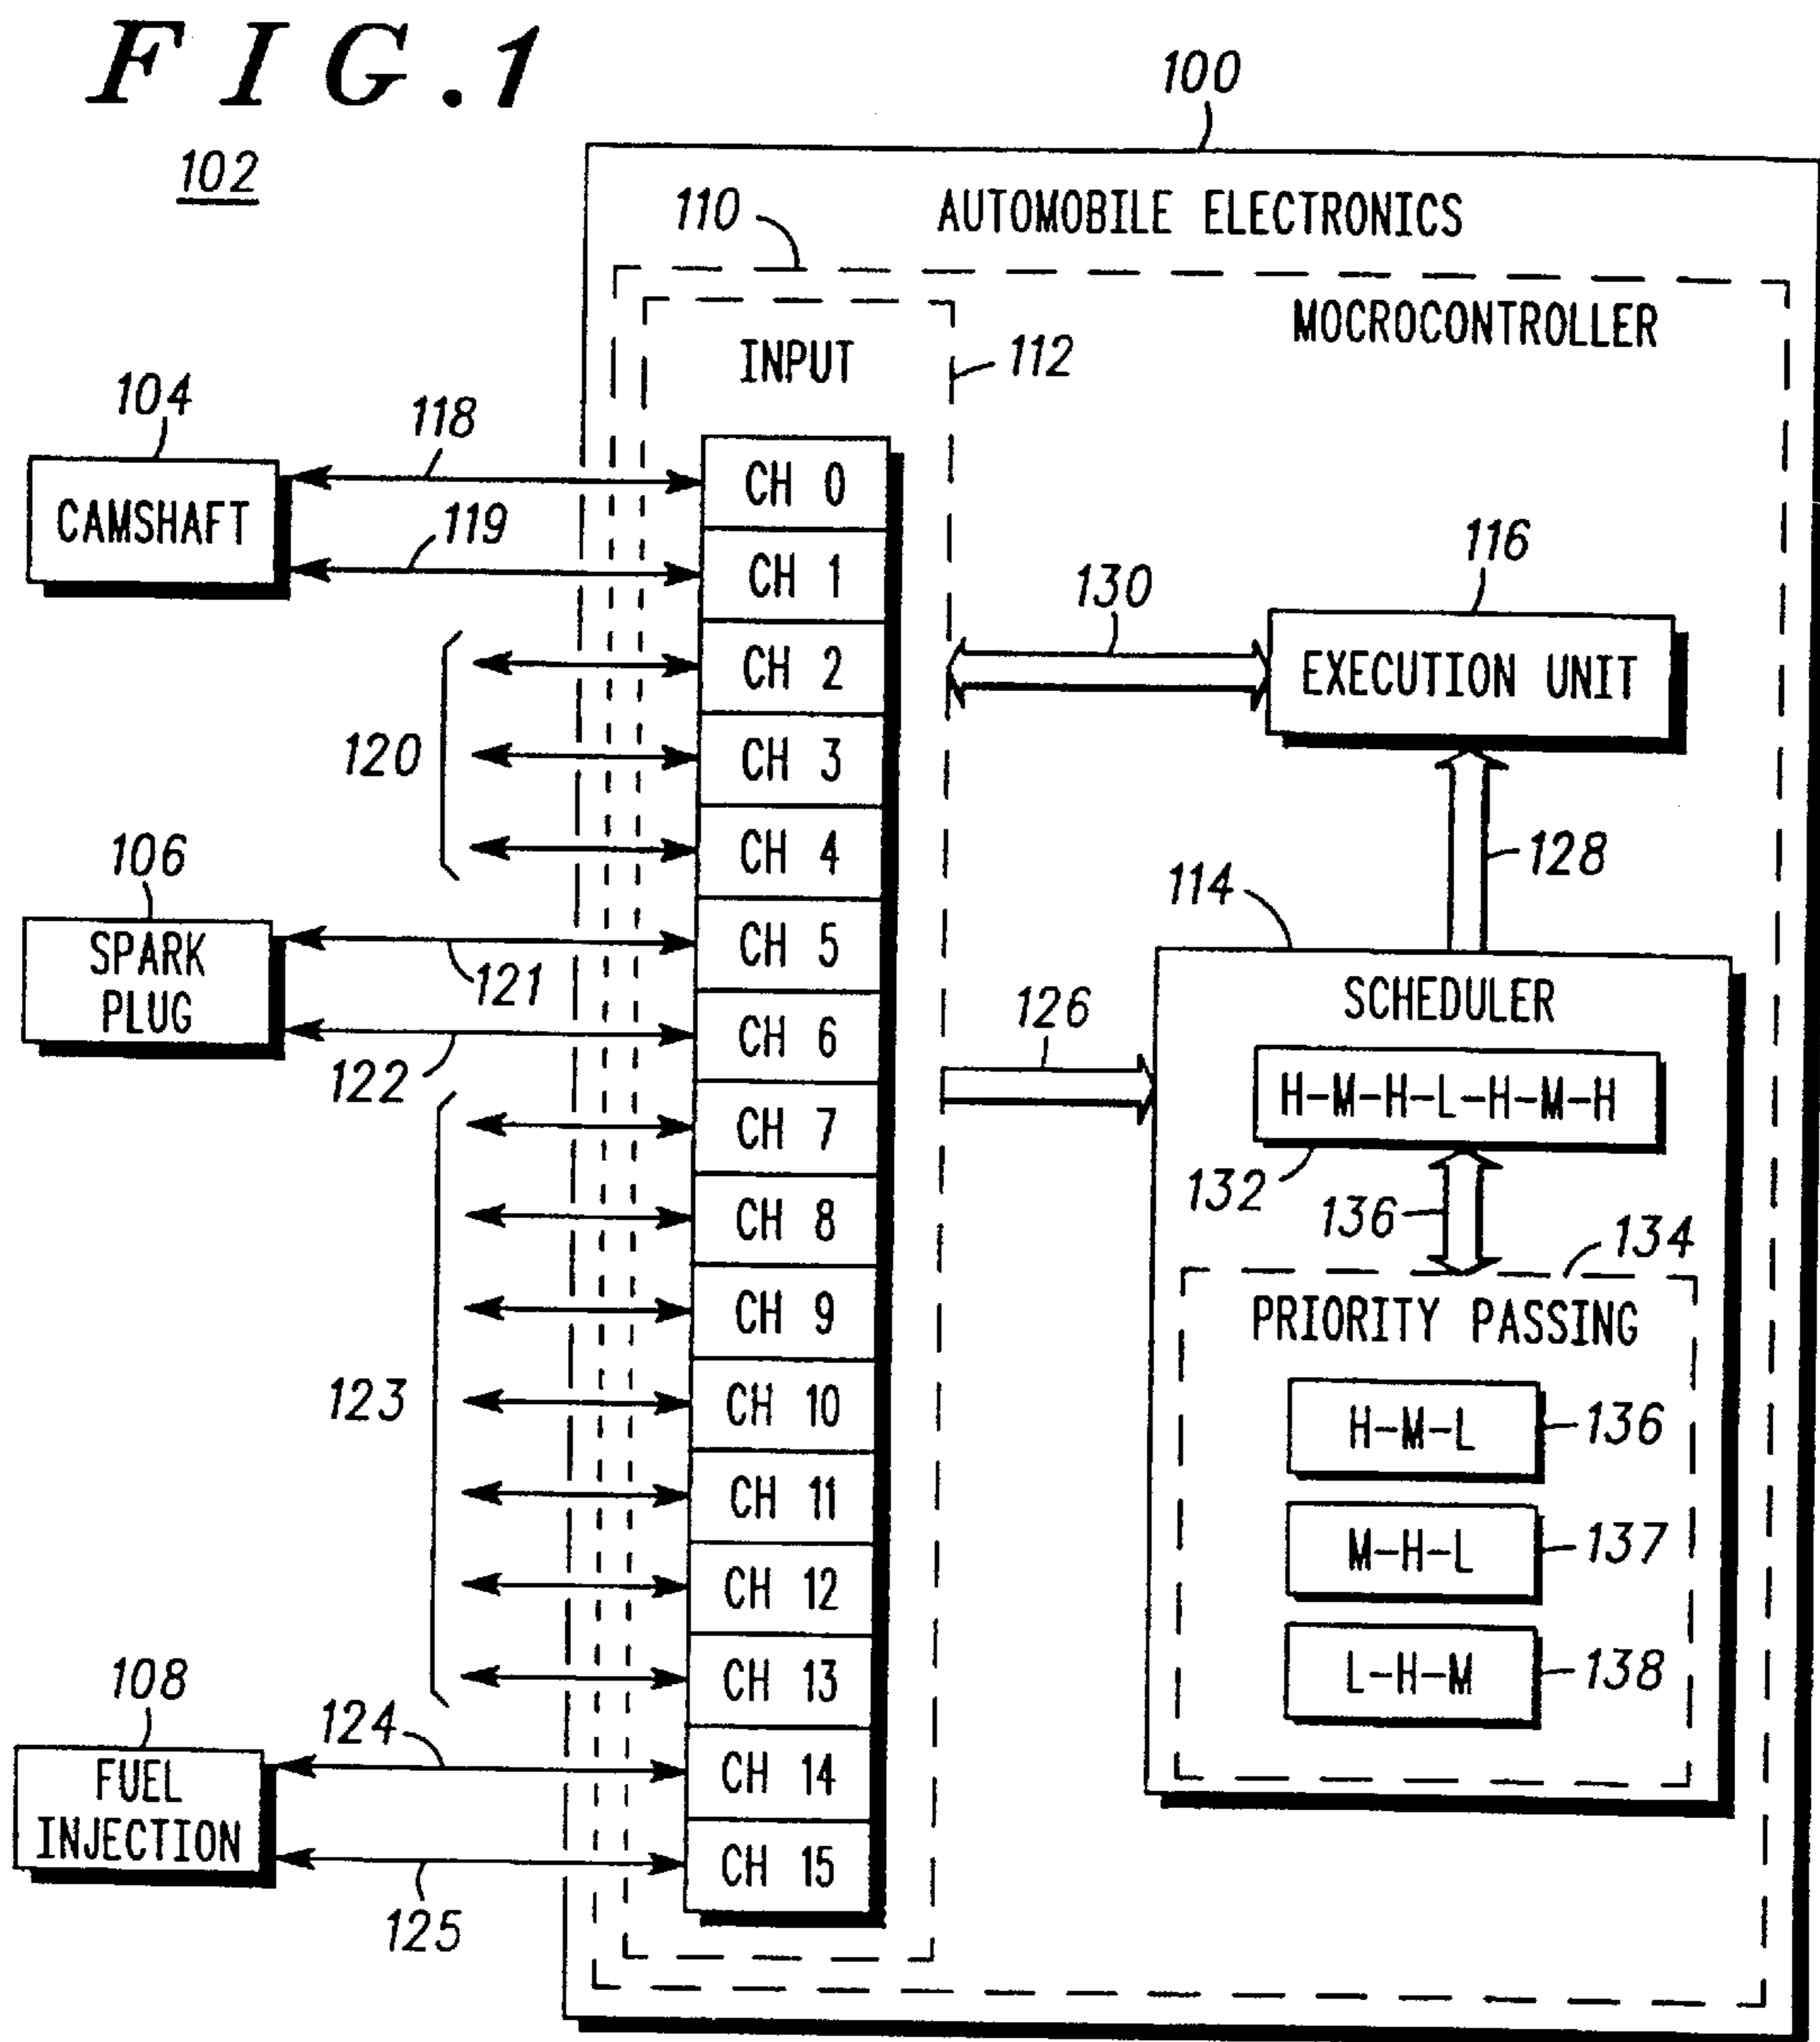 FIG.1
102
100
AUTOMOBILE ELECTRONICS
110
MOCROCONTROLLER
INPUT
112
104
CAMSHAFT
118
119
CH 0
CH 1
CH 2
CH 3
CH 4
CH 5
CH 6
CH 7
CH 8
CH 9
CH 10
CH 11
CH 12
CH 13
CH 14
CH 15
120
106
SPARK
PLUG
121
122
123
108
FUEL
INJECTION
124
125
130
116
EXECUTION UNIT
128
114
126
SCHEDULER
H-M-H-L-H-M-H
132
136
134
PRIORITY PASSING
H-M-L
136
M-H-L
137
L-H-M
138